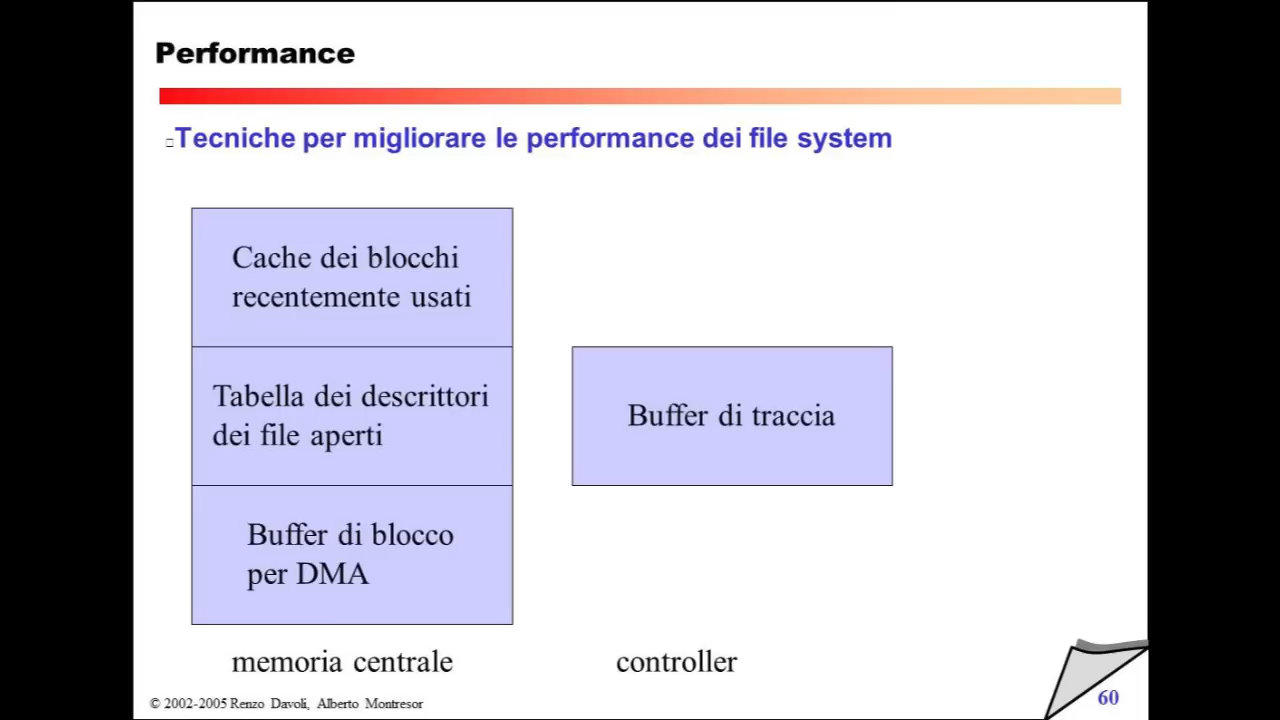 Performance
Tecniche per migliorare le performance dei file system
Cache dei blocchi
recentemente usati
Tabella dei descrittori
dei file aperti
Buffer di blocco
per DMA
Buffer di traccia
memoria centrale
controller
© 2002-2005 Renzo Davoli, Alberto Montresor
60